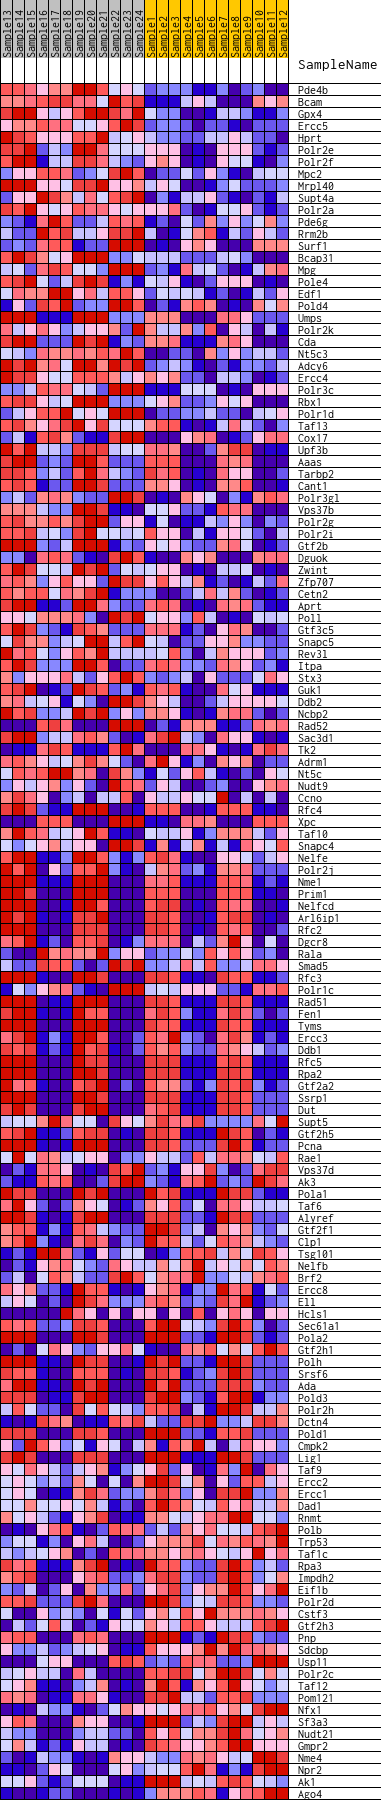 Sample13
Sample14
Sample15
Sample16
Sample17
Sample18
Sample19
Sample20
Sample21
Sample22
Sample23
Sample24
Sample1
Sample2
Sample3
Sample4
Sample5
Sample6
Sample7
Sample8
Sample9
Sample10
Sample11
Sample12
SampleName
Pde4b
Bcam
Gpx4
Ercc5
Hprt
Polr2e
Polr2f
Mpc2
Mrpl40
Supt4a
Polr2a
Pde6g
Rrm2b
Surf1
Bcap31
Mpg
Pole4
Edf1
Pold4
Umps
Polr2k
Cda
Nt5c3
Adcy6
Ercc4
Polr3c
Rbx1
Polr1d
Taf13
Cox17
Upf3b
Aaas
Tarbp2
Cant1
Polr3gl
Vps37b
Polr2g
Polr2i
Gtf2b
Dguok
Zwint
Zfp707
Cetn2
Aprt
Poll
Gtf3c5
Snapc5
Rev3l
Itpa
Stx3
Guk1
Ddb2
Ncbp2
Rad52
Sac3d1
Tk2
Adrm1
Nt5c
Nudt9
Ccno
Rfc4
Xpc
Taf10
Snapc4
Nelfe
Polr2j
Nme1
Prim1
Nelfcd
Arl6ip1
Rfc2
Dgcr8
Rala
Smad5
Rfc3
Polr1c
Rad51
Fen1
Tyms
Ercc3
Ddb1
Rfc5
Rpa2
Gtf2a2
Ssrp1
Dut
Supt5
Gtf2h5
Pcna
Rae1
Vps37d
Ak3
Pola1
Taf6
Alyref
Gtf2f1
Clp1
Tsg101
Nelfb
Brf2
Ercc8
Ell
Hcls1
Sec61a1
Pola2
Gtf2h1
Polh
Srsf6
Ada
Pold3
Polr2h
Dctn4
Pold1
Cmpk2
Lig1
Taf9
Ercc2
Ercc1
Dad1
Rnmt
Polb
Trp53
Taf1c
Rpa3
Impdh2
Eif1b
Polr2d
Cstf3
Gtf2h3
Pnp
Sdcbp
Usp11
Polr2c
Taf12
Pom121
Nfx1
Sf3a3
Nudt21
Gmpr2
Nme4
Npr2
Ak1
Ago4